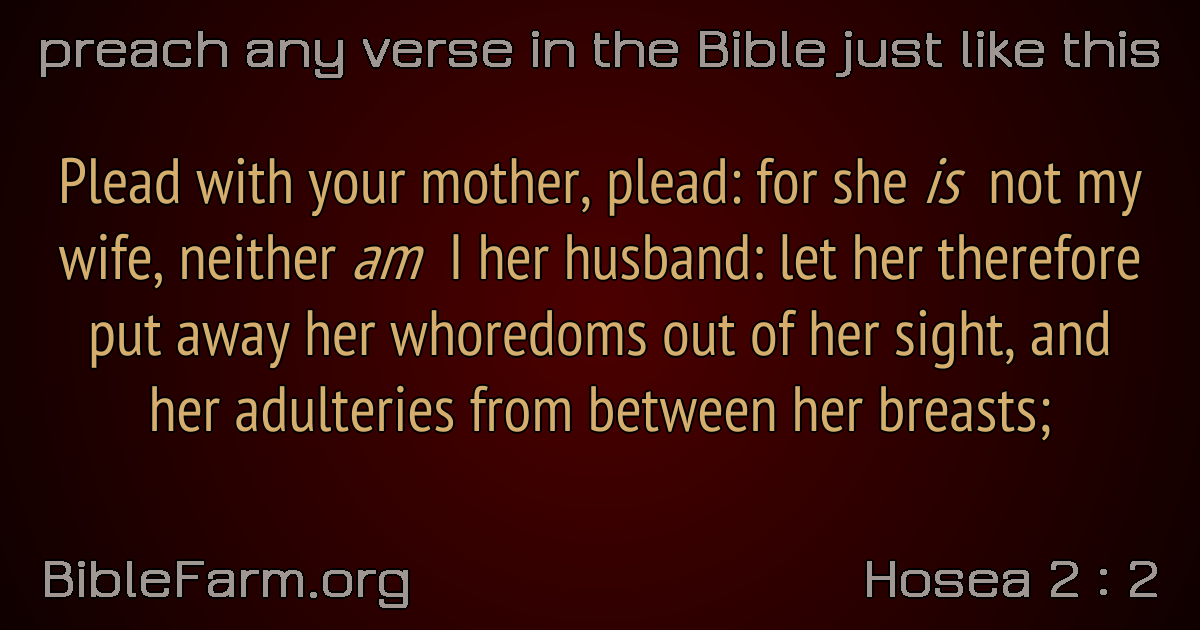 preach any verse in the Bible just like this
Plead with your mother, plead: for she is not my
wife, neither am I her husband: let her therefore
put away her whoredoms out of her sight, and
her adulteries from between her breasts;
BibleFarm.org
Hosea 2 : 2